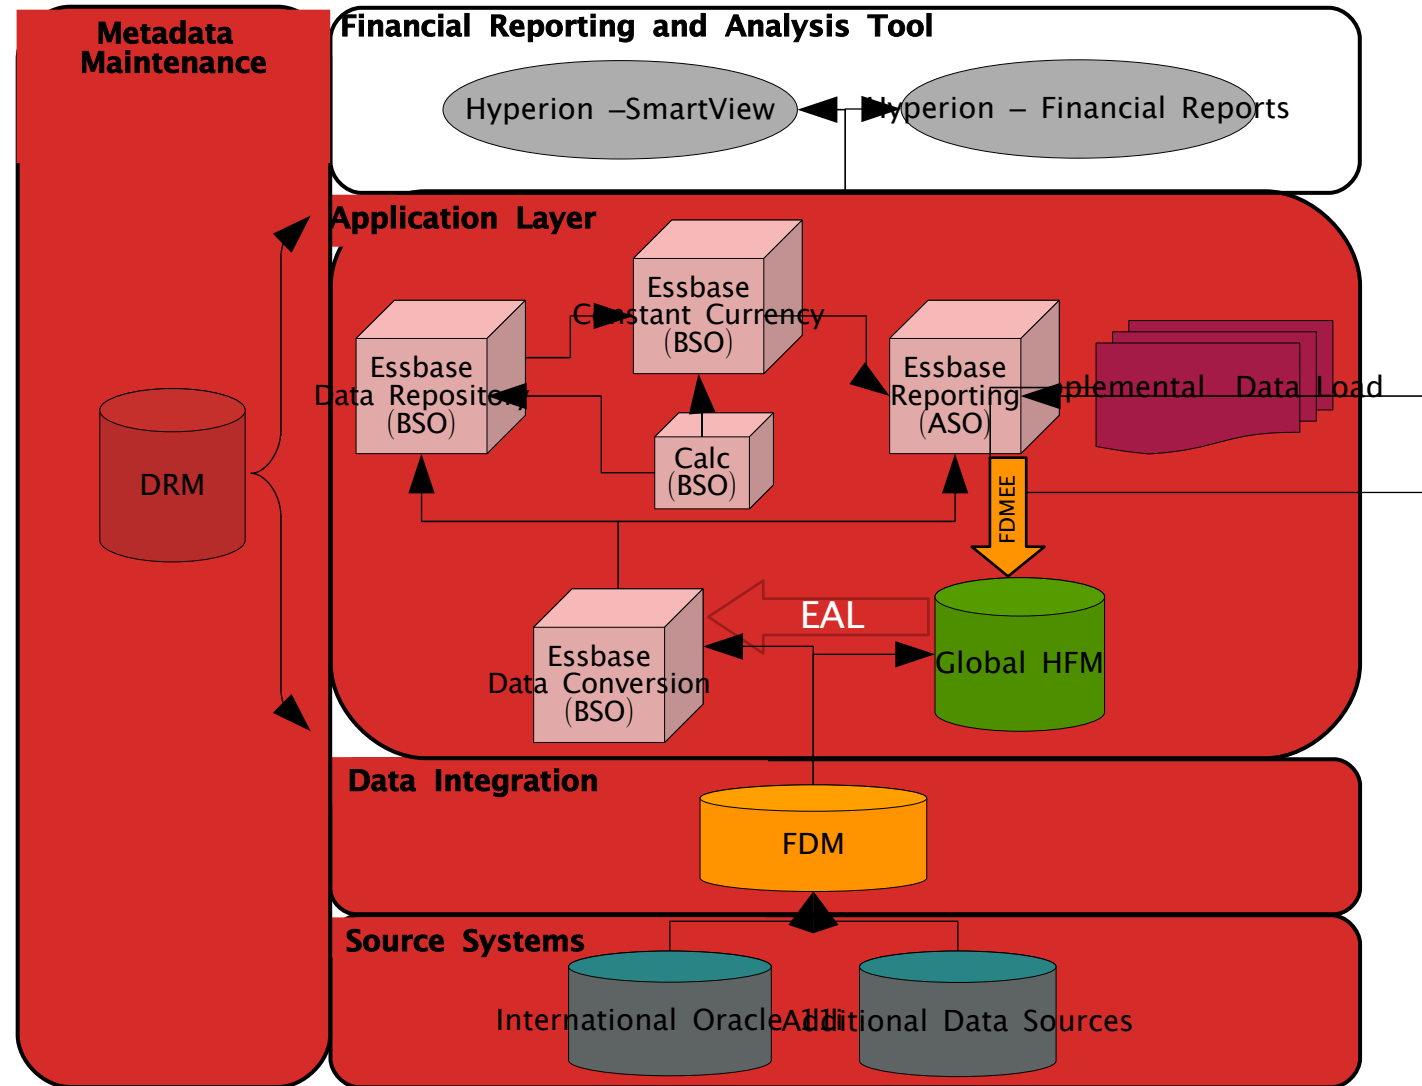 Metadata
Maintenance
Financial Reporting and Analysis Tool
Hyperion –SmartView
Hyperion – Financial Reports
Application Layer
Essbase
Constant Currency
(BSO)
Essbase
Data Repository
(BSO)
Essbase
Reporting
(ASO)
plemental Data Load
Calc
(BSO)
DRM
FDMEE
EAL
Essbase
Data Conversion
(BSO)
Global HFM
Data Integration
FDM
Source Systems
International Oracle 11i
Additional Data Sources